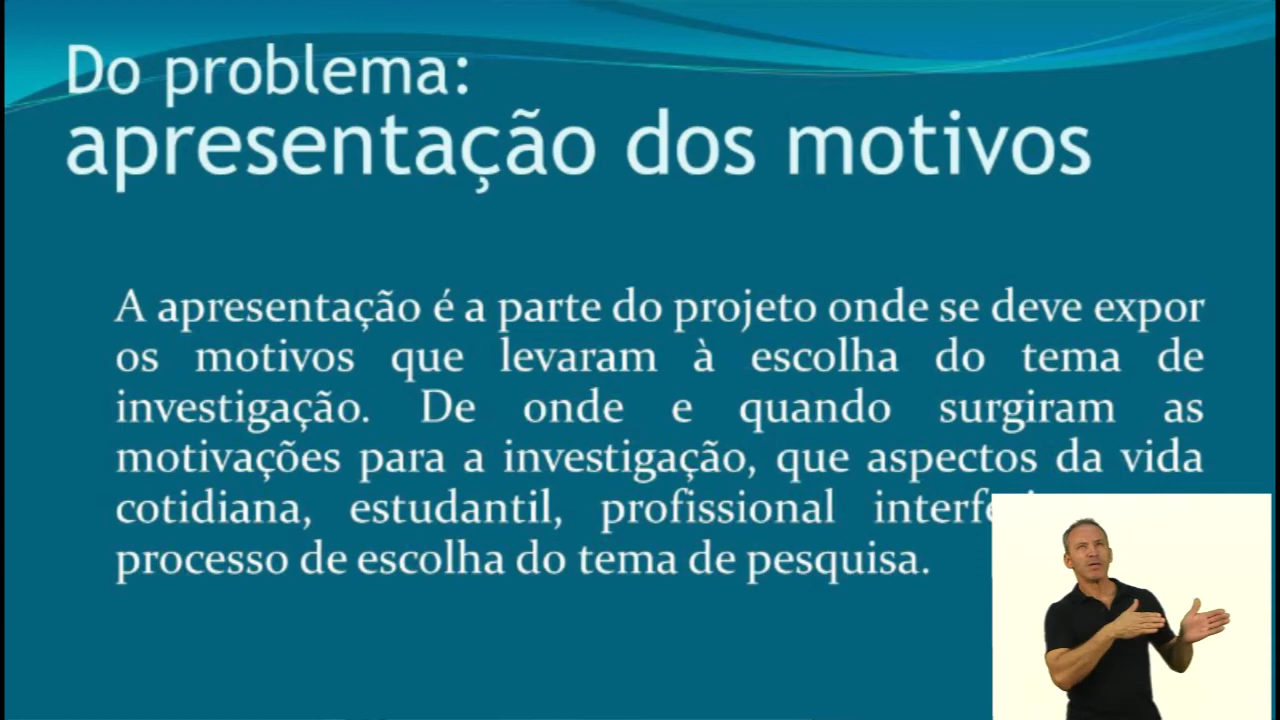 Do problema:
apresentação dos motivos
A apresentação é a parte do projeto onde se deve expor
os motivos que levaram à escolha do tema de
investigação. De onde e quando surgiram as
motivações para a investigação, que aspectos da vida
cotidiana, estudantil, profissional
processo de escolha do tema de pesquisa.